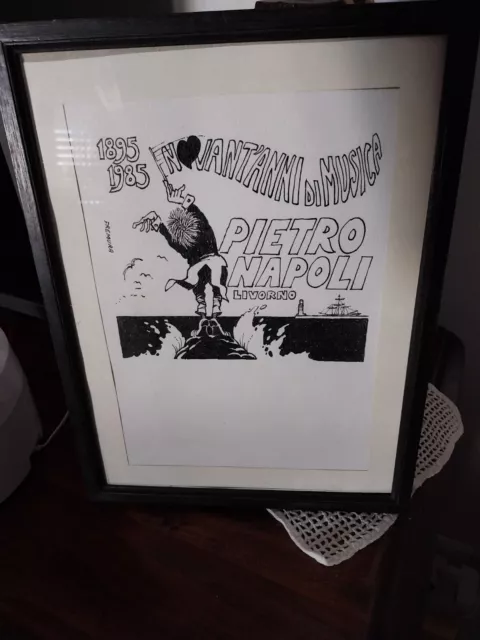 1895
1985
NOVANT'ANNI DI MUSICA
PIETRO
NAPOLI
LIVORNO